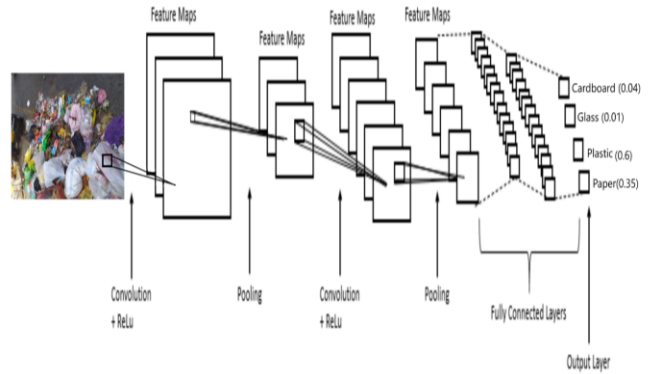 Feature Maps
Feature Maps
Feature Maps
Feature Maps
Cardboard (0.04)
Glass (0.01)
Plastic (0.6)
Paper(0.35)
Convolution
+ ReLu
Pooling
Convolution
+ ReLu
Pooling
Fully Connected Layers
Output Layer